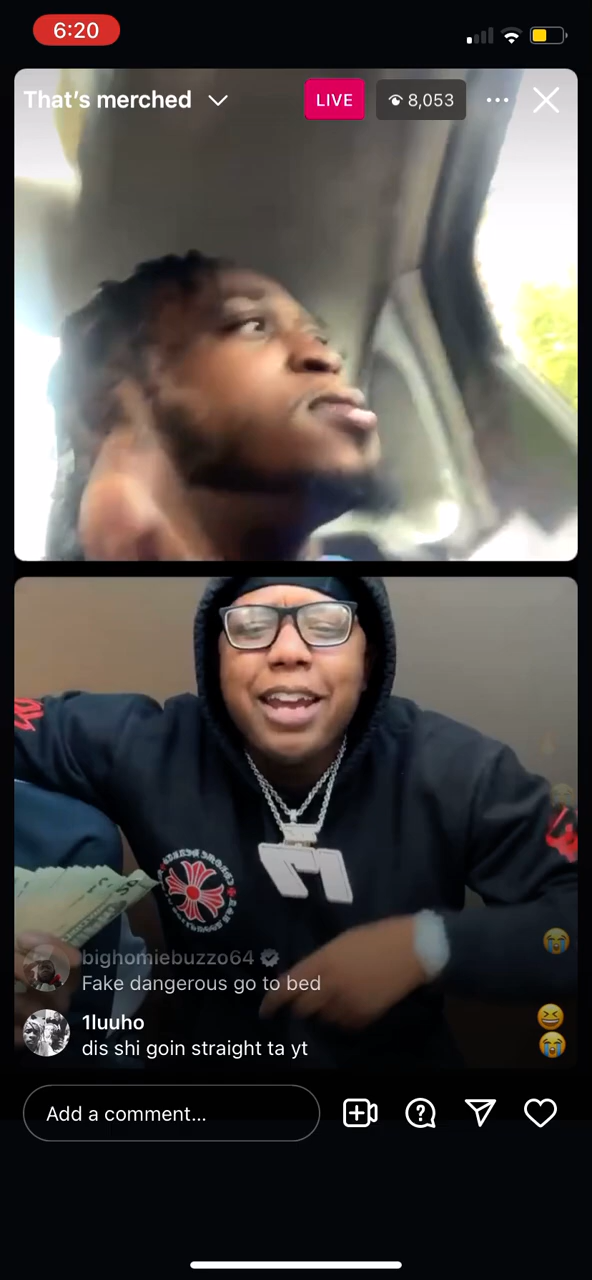 6:20
That's merched
LIVE
8,053
bighomiebuzzo64
Fake dangerous go to bed
1luuho
dis shi goin straight ta yt
Add a comment...